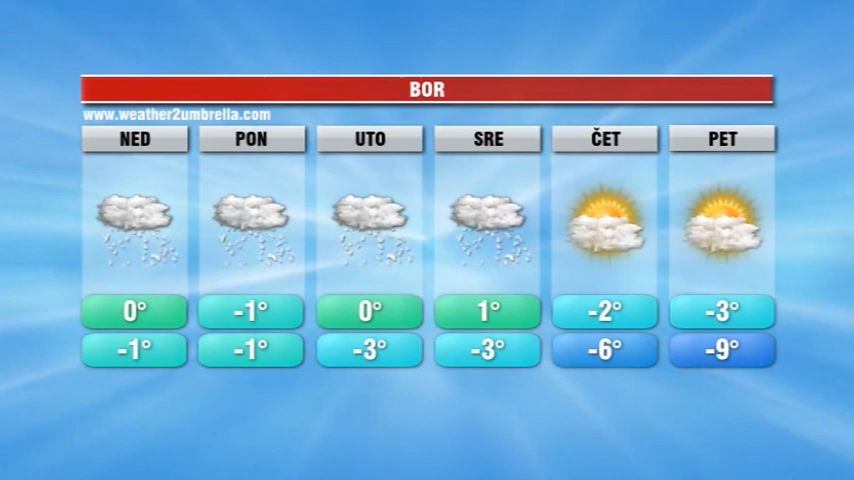 BOR
www.weather2umbrella.com
NED PON UTO SRE ČET PET
0° -1° 0° 1° -2° -3°
-1° -1° -3° -3° -6° -9°